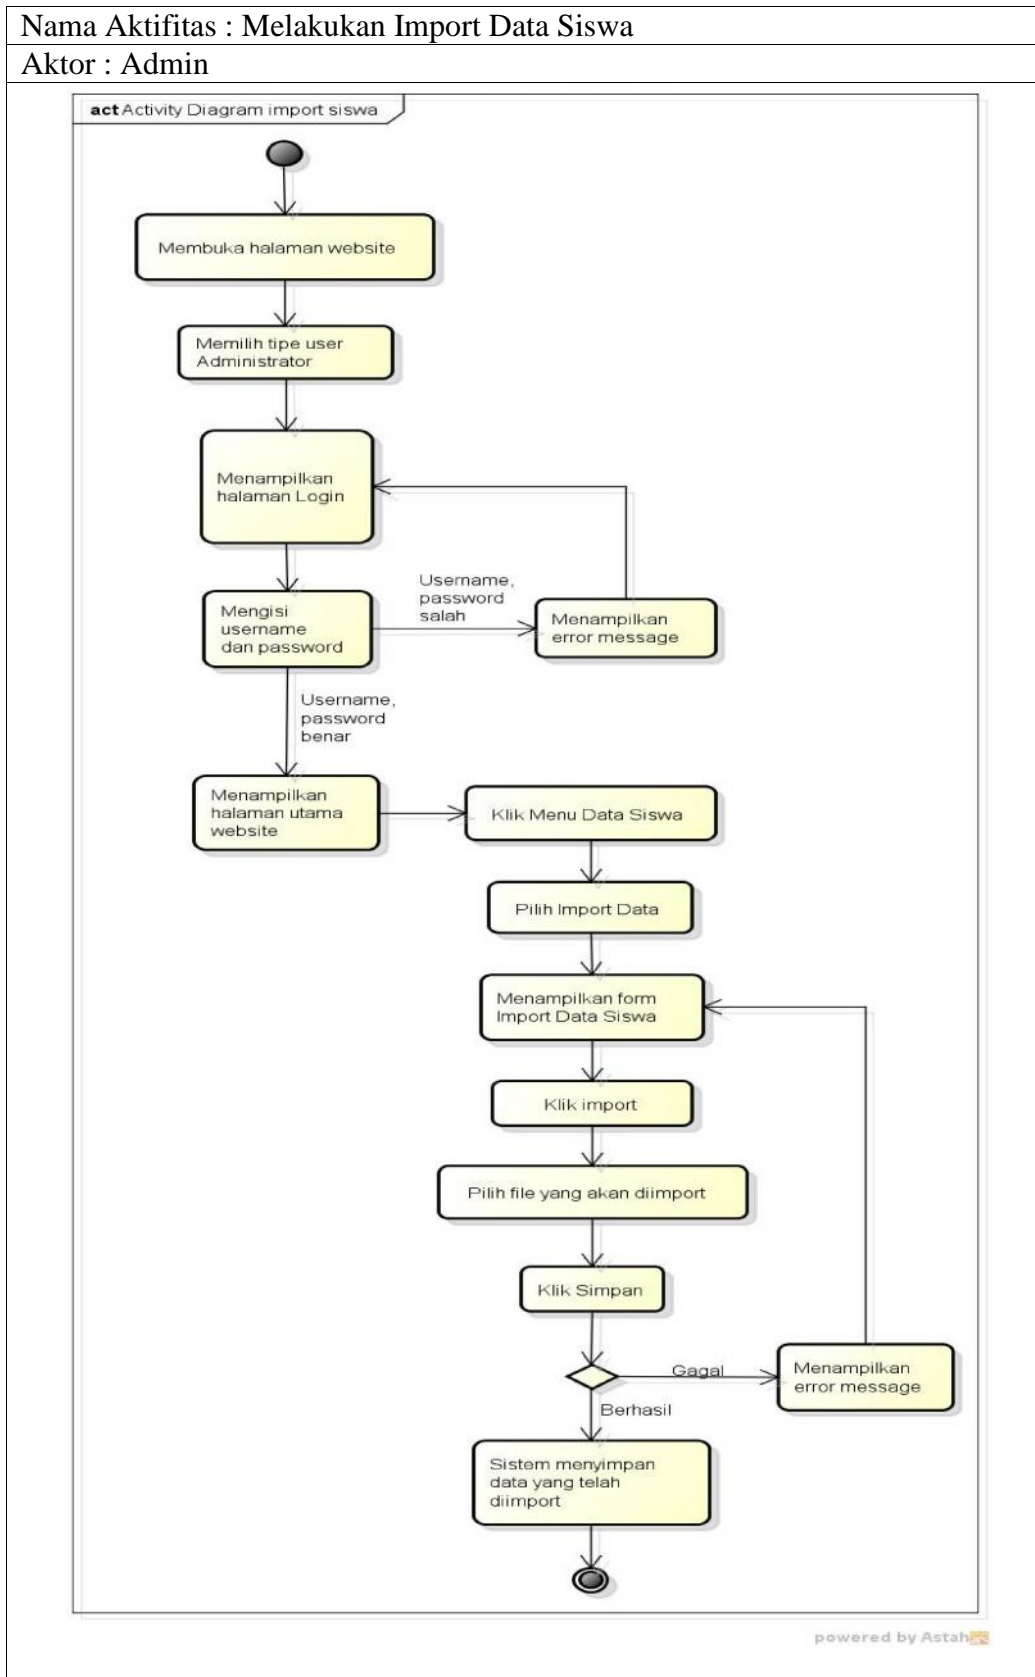 Nama Aktifitas : Melakukan Import Data Siswa
Aktor : Admin
act Activity Diagram import siswa
Membuka halaman website
Memilih tipe user
Administrator
Menampilkan
halaman Login
Username,
password
salah
Mengisi
username
dan password
Menampilkan
error message
Username,
password
benar
Menampilkan
halaman utama
website
Klik Menu Data Siswa
Pilih Import Data
Menampilkan form
Import Data Siswa
Klik import
Pilih file yang akan diimport
Klik Simpan
Gagal
Menampilkan
error message
Berhasil
Sistem menyimpan
data yang telah
diimport
powered by Astah